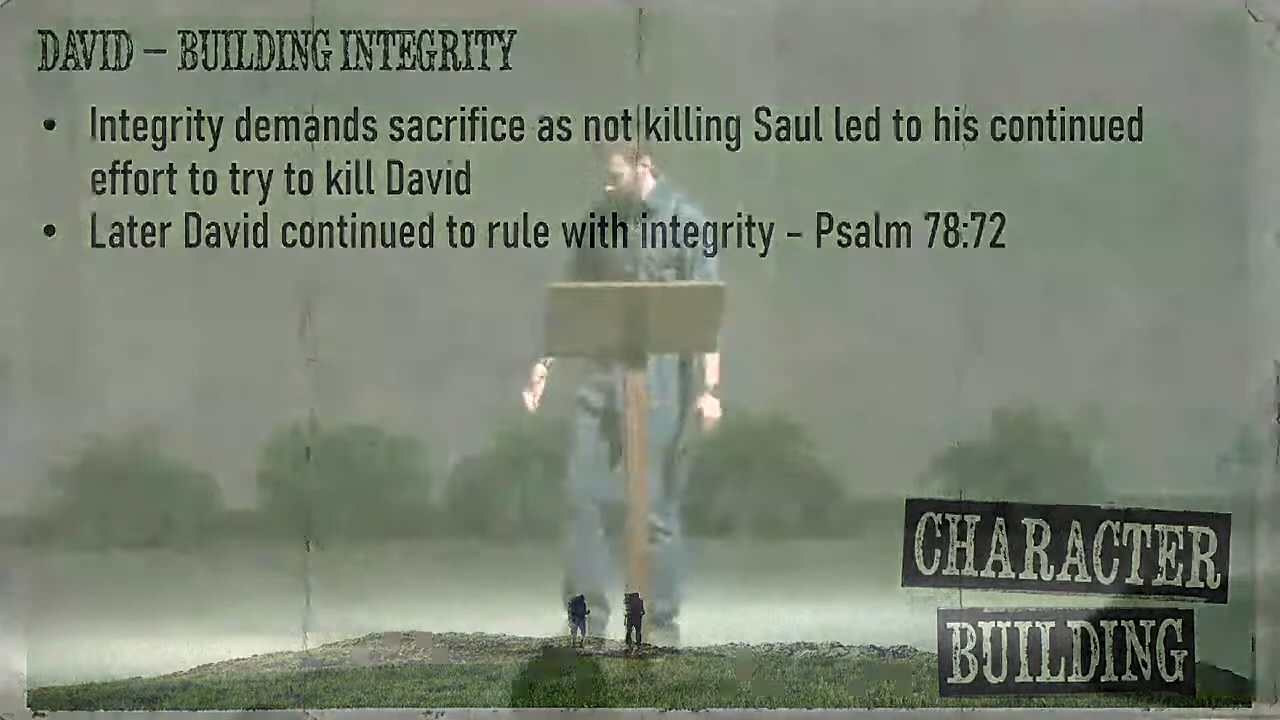 DAVID – BUILDING INTEGRITY
• Integrity demands sacrifice as not killing Saul led to his continued
effort to try to kill David
• Later David continued to rule with integrity – Psalm 78:72
CHARACTER
BUILDING